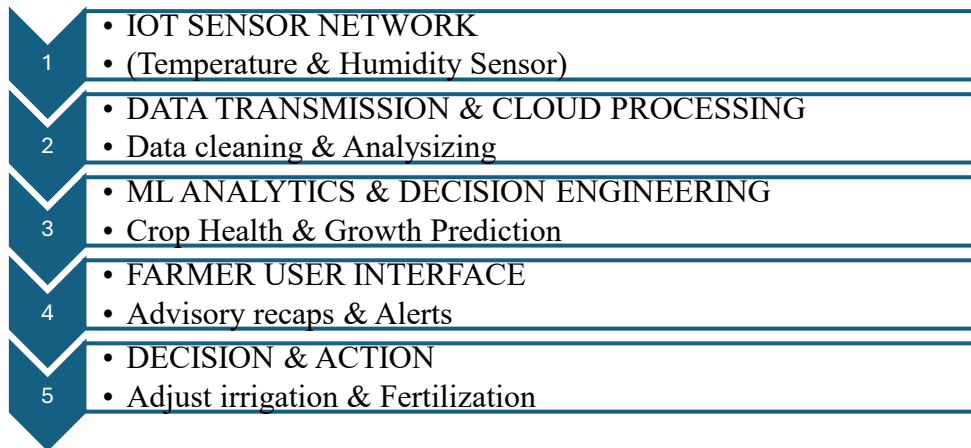 1
• IOT SENSOR NETWORK
• (Temperature & Humidity Sensor)
2
• DATA TRANSMISSION & CLOUD PROCESSING
• Data cleaning & Analysizing
3
• ML ANALYTICS & DECISION ENGINEERING
• Crop Health & Growth Prediction
4
• FARMER USER INTERFACE
• Advisory recaps & Alerts
5
• DECISION & ACTION
• Adjust irrigation & Fertilization